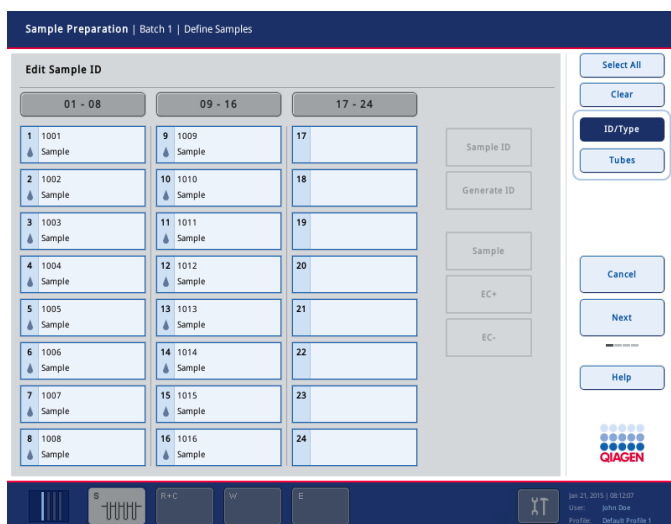 Sample Preparation | Batch 1 | Define Samples
Edit Sample ID
01 - 08
09 - 16
17 - 24
1 1001
Sample
2 1002
Sample
3 1003
Sample
4 1004
Sample
5 1005
Sample
6 1006
Sample
7 1007
Sample
8 1008
Sample
9 1009
Sample
10 1010
Sample
11 1011
Sample
12 1012
Sample
13 1013
Sample
14 1014
Sample
15 1015
Sample
16 1016
Sample
17
18
19
20
21
22
23
24
Sample ID
Generate ID
Sample
EC+
EC-
Select All
Clear
ID/Type
Tubes
Cancel
Next
Help
QIAGEN
S
R+C
W
E
Jan 21, 2015 | 08:12:07
User: John Doe
Profile: Default Profile 1